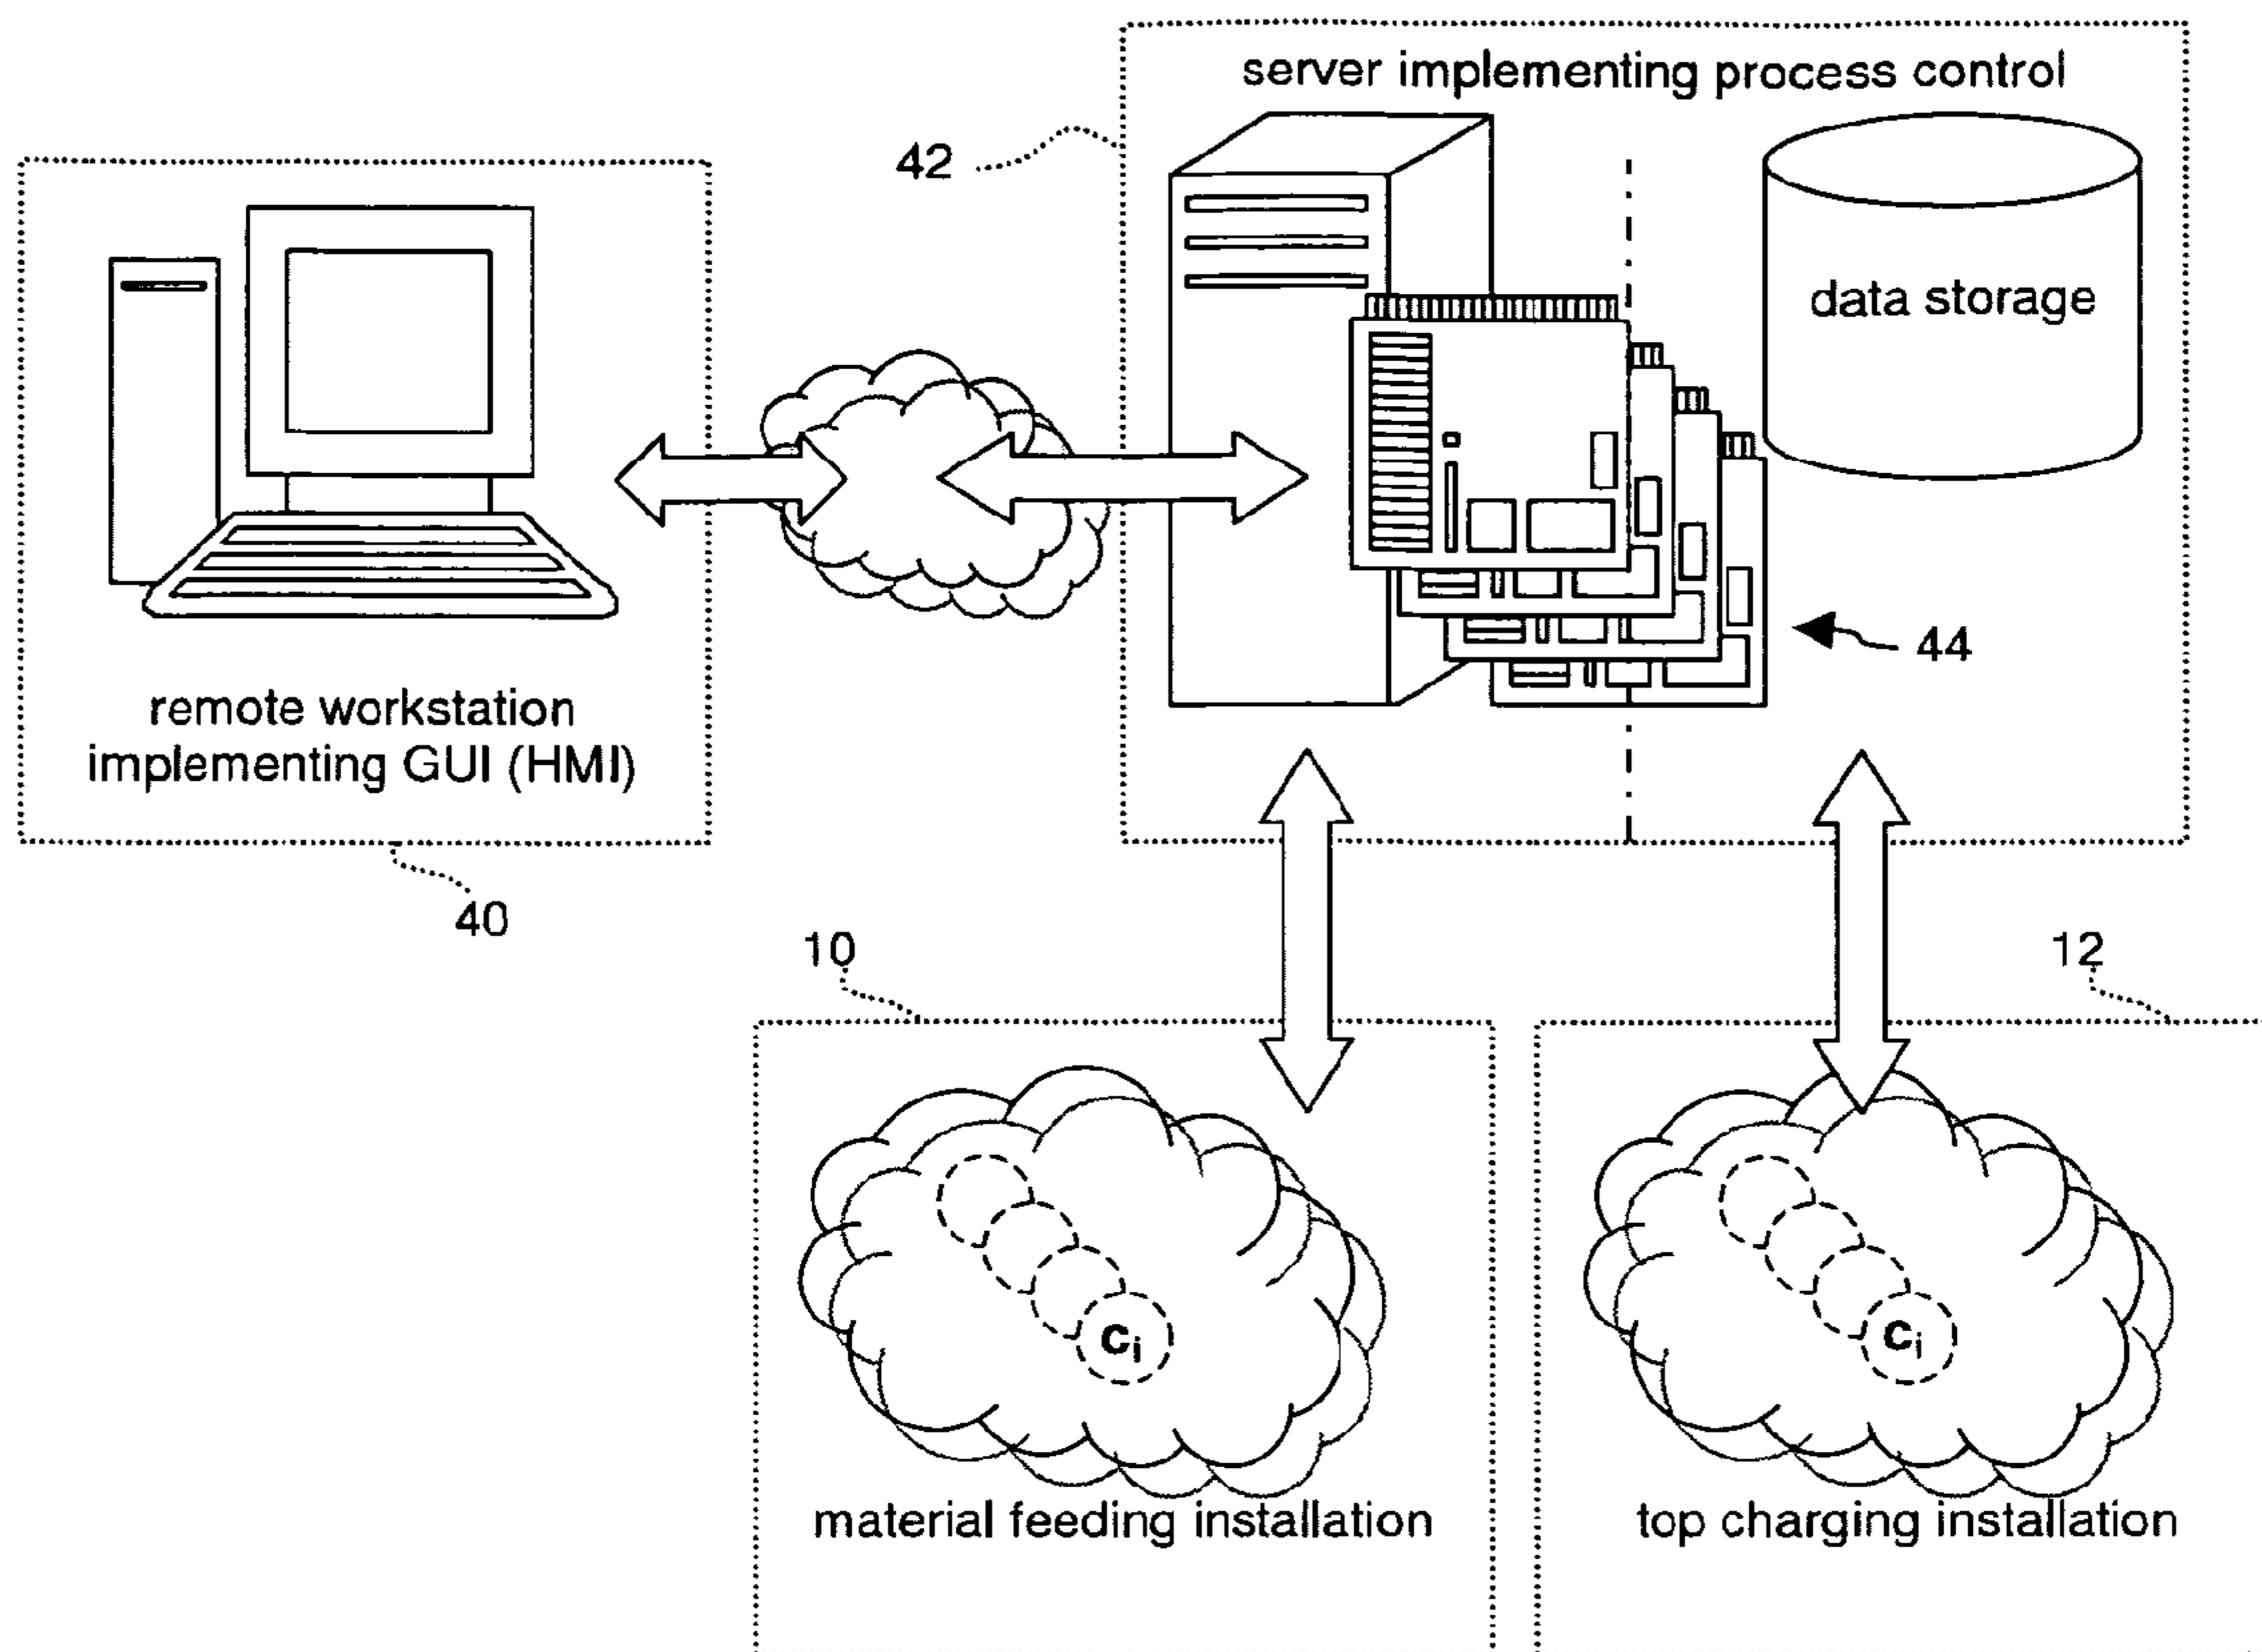 server implementing process control
42
data storage
44
remote workstation
implementing GUI (HMI)
40
10
12
ci
ci
material feeding installation
top charging installation